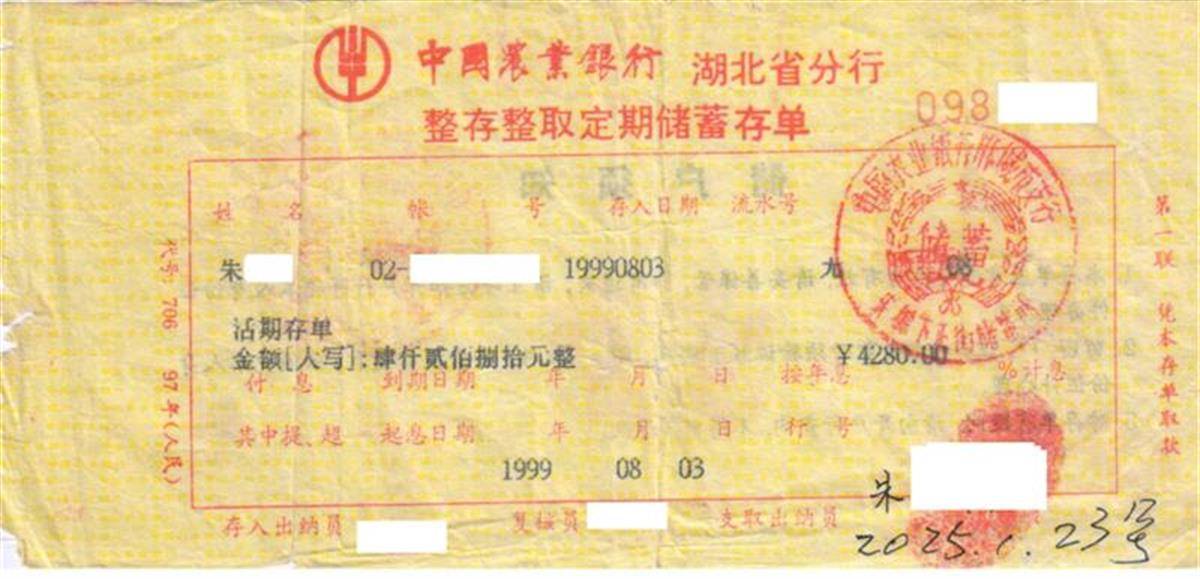 中國農業銀行 湖北省分行
整存整取定期储蓄存单
098
姓 名 帐 号 存入日期 流水号
朱 02- 19990803 尤 08
活期存单
金额[人写]:肆仟贰佰捌拾元整 ¥4280.00
付 息 到期日期 年 月 日 按年息 %计息
其中提、超 起息日期 年 月 日 行 号
1999 08 03
存入出纳员 复核员 支取出纳员
代号:706 97年(人民)
第一联 凭本存单取款
储蓄
朱
2025.1.23号